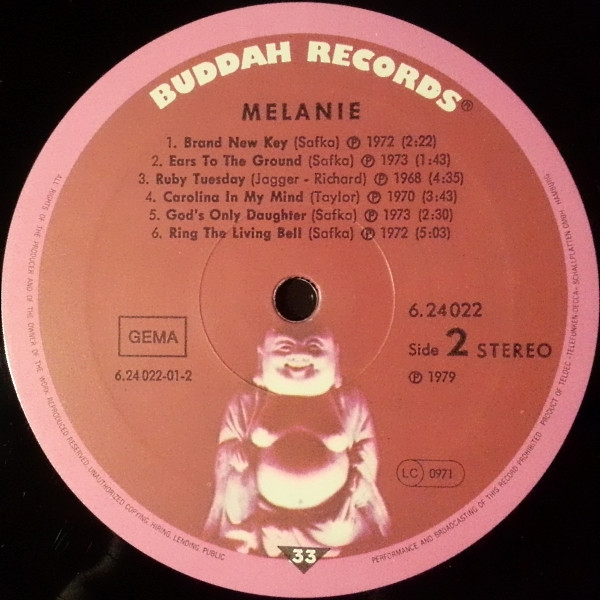 BUDDAH RECORDS ℗
MELANIE
1. Brand New Key (Safka) ℗ 1972 (2:22)
2. Ears To The Ground (Safka) ℗ 1973 (1:43)
3. Ruby Tuesday (Jagger - Richard) ℗ 1968 (4:35)
4. Carolina In My Mind (Taylor) ℗ 1970 (3:43)
5. God's Only Daughter (Safka) ℗ 1973 (2:30)
6. Ring The Living Bell (Safka) ℗ 1972 (5:03)
GEMA
6.24 022-01-2
6.24022
Side 2 STEREO
℗ 1979
LC 0971
33
ALL RIGHTS OF THE PRODUCER AND OF THE OWNER OF THE WORK REPRODUCED RESERVED UNAUTHORIZED COPYING, HIRING, LENDING, PUBLIC
PERFORMANCE AND BROADCASTING OF THIS RECORD PROHIBITED · PRODUCT OF TELDEC »TELEFUNKEN-DECCA« SCHALLPLATTEN GMBH, HAMBURG